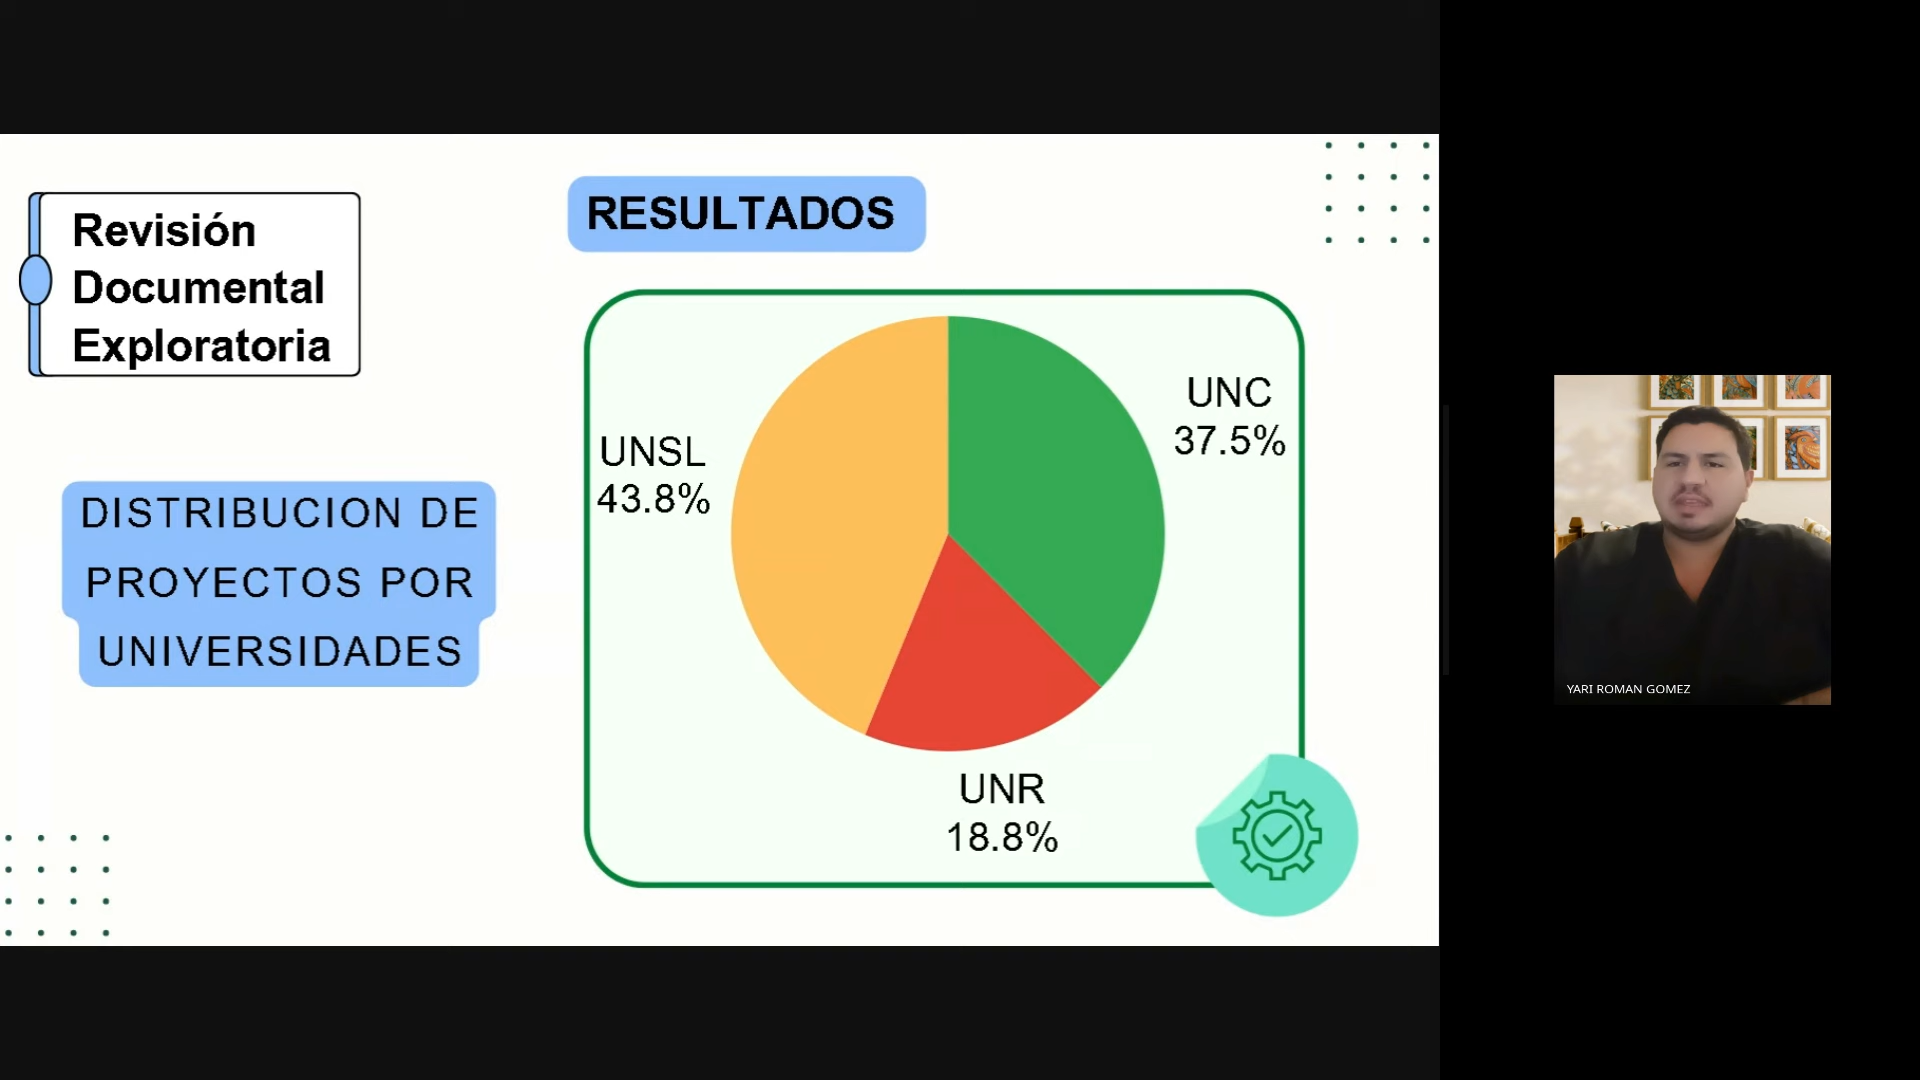 Revisión
Documental
Exploratoria
RESULTADOS
DISTRIBUCION DE
PROYECTOS POR
UNIVERSIDADES
UNSL
43.8%
UNC
37.5%
UNR
18.8%
YARI ROMAN GOMEZ